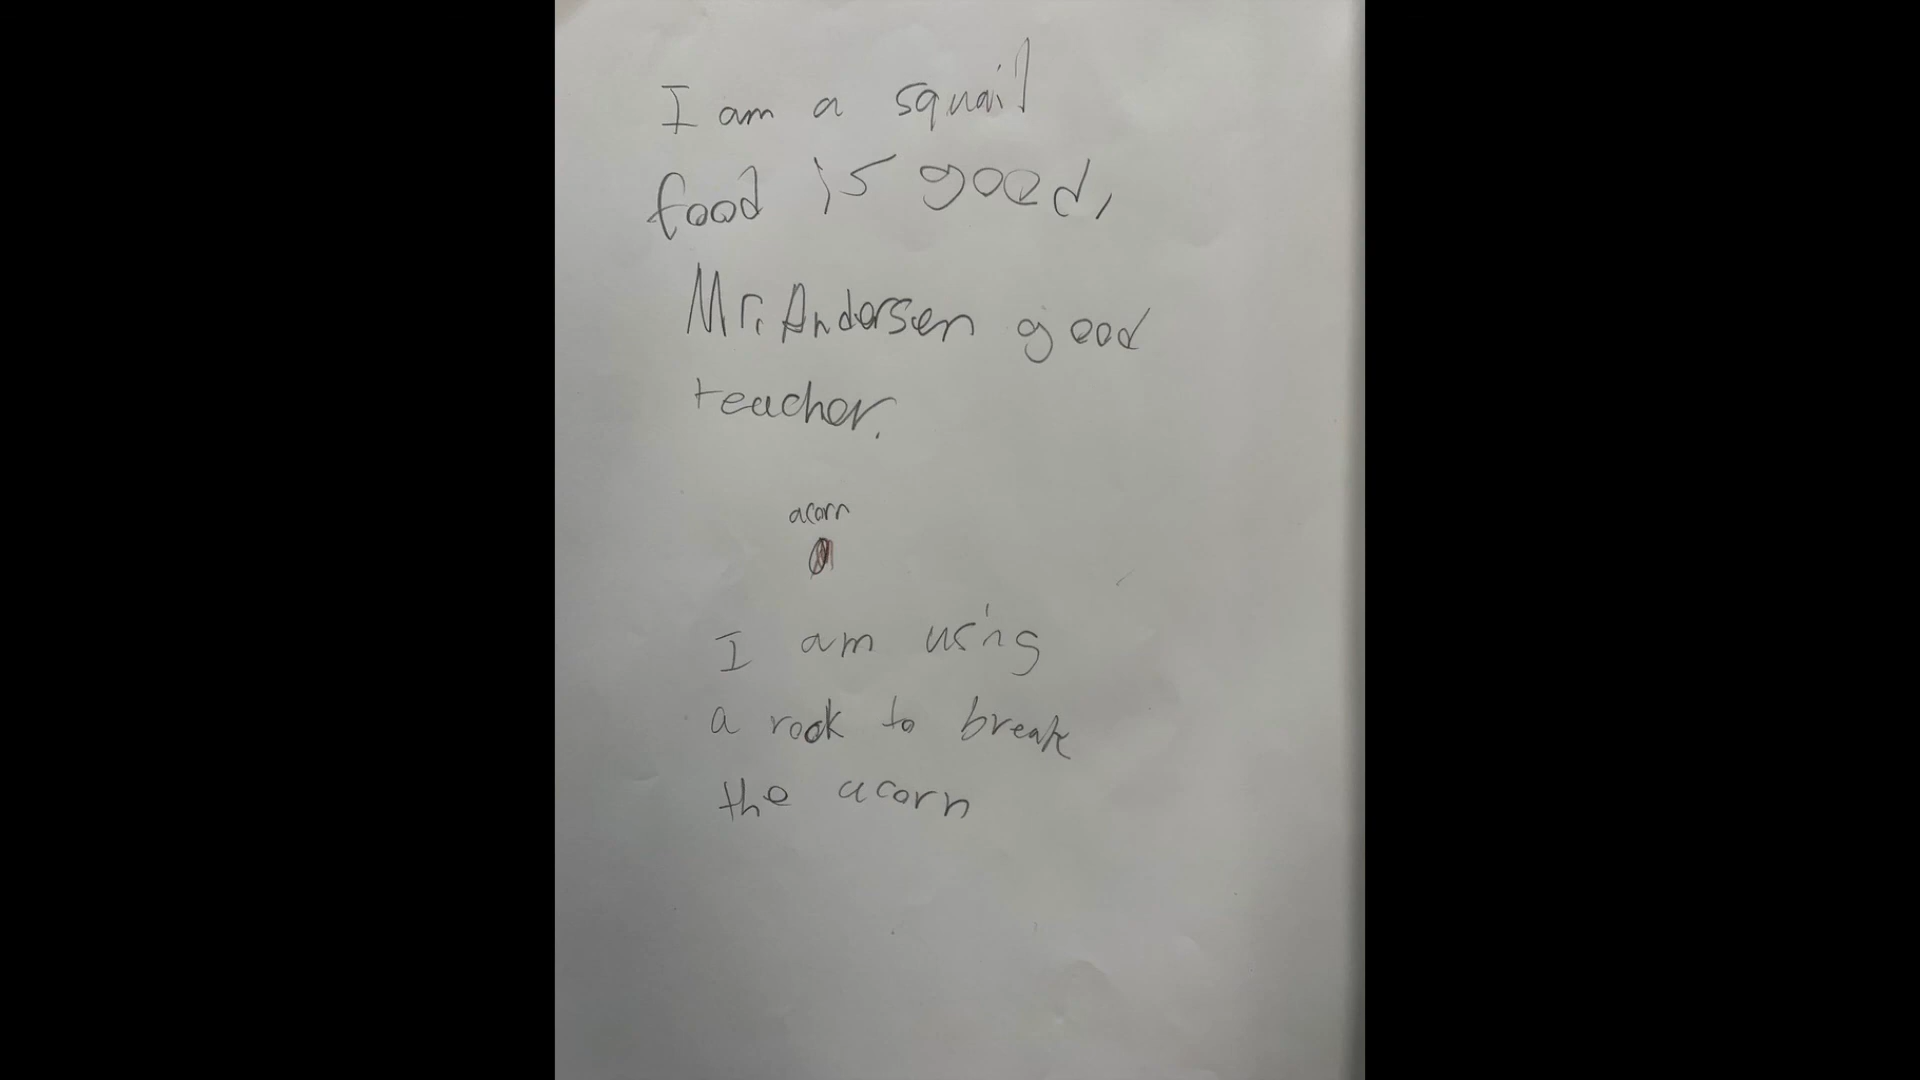 I am a squail
food is good,
Mr. Andersen good
teacher.
acorn
I am using
a rock to break
the acorn